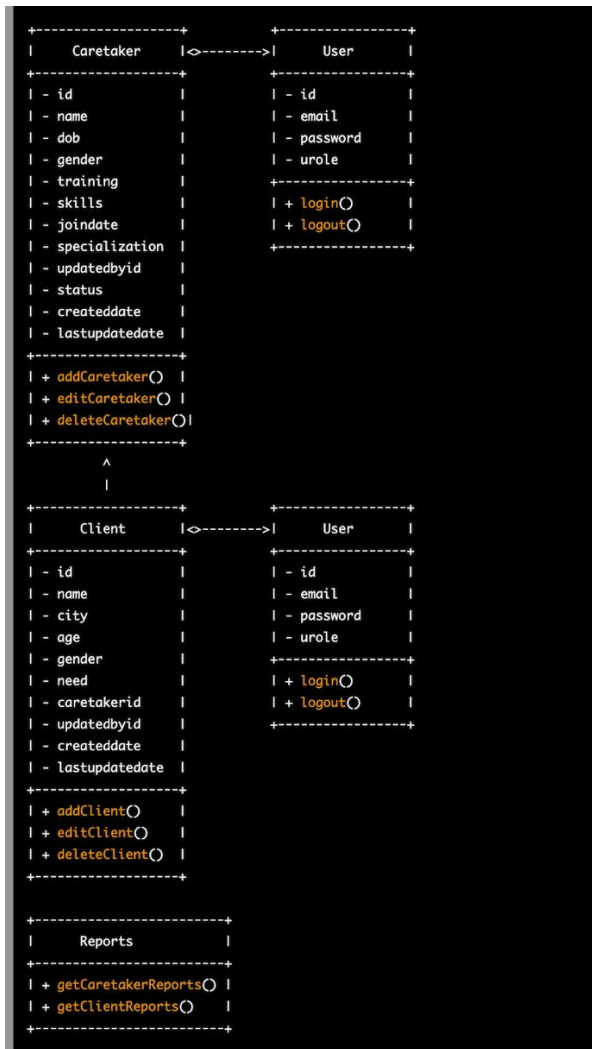 +-------------------+            +-----------------+
|     Caretaker     |<>-------->|      User       |
+-------------------+            +-----------------+
| - id              |            | - id            |
| - name            |            | - email         |
| - dob             |            | - password      |
| - gender          |            | - urole         |
| - training        |            +-----------------+
| - skills          |            | + login()       |
| - joindate        |            | + logout()      |
| - specialization  |            +-----------------+
| - updatedbyid     |
| - status          |
| - createddate     |
| - lastupdatedate  |
+-------------------+
| + addCaretaker()  |
| + editCaretaker() |
| + deleteCaretaker()|
+-------------------+
          ^
          |
+-------------------+            +-----------------+
|      Client       |<>-------->|      User       |
+-------------------+            +-----------------+
| - id              |            | - id            |
| - name            |            | - email         |
| - city            |            | - password      |
| - age             |            | - urole         |
| - gender          |            +-----------------+
| - need            |            | + login()       |
| - caretakerid     |            | + logout()      |
| - updatedbyid     |            +-----------------+
| - createddate     |
| - lastupdatedate  |
+-------------------+
| + addClient()     |
| + editClient()    |
| + deleteClient()  |
+-------------------+

+-------------------------+
|      Reports            |
+-------------------------+
| + getCaretakerReports() |
| + getClientReports()    |
+-------------------------+